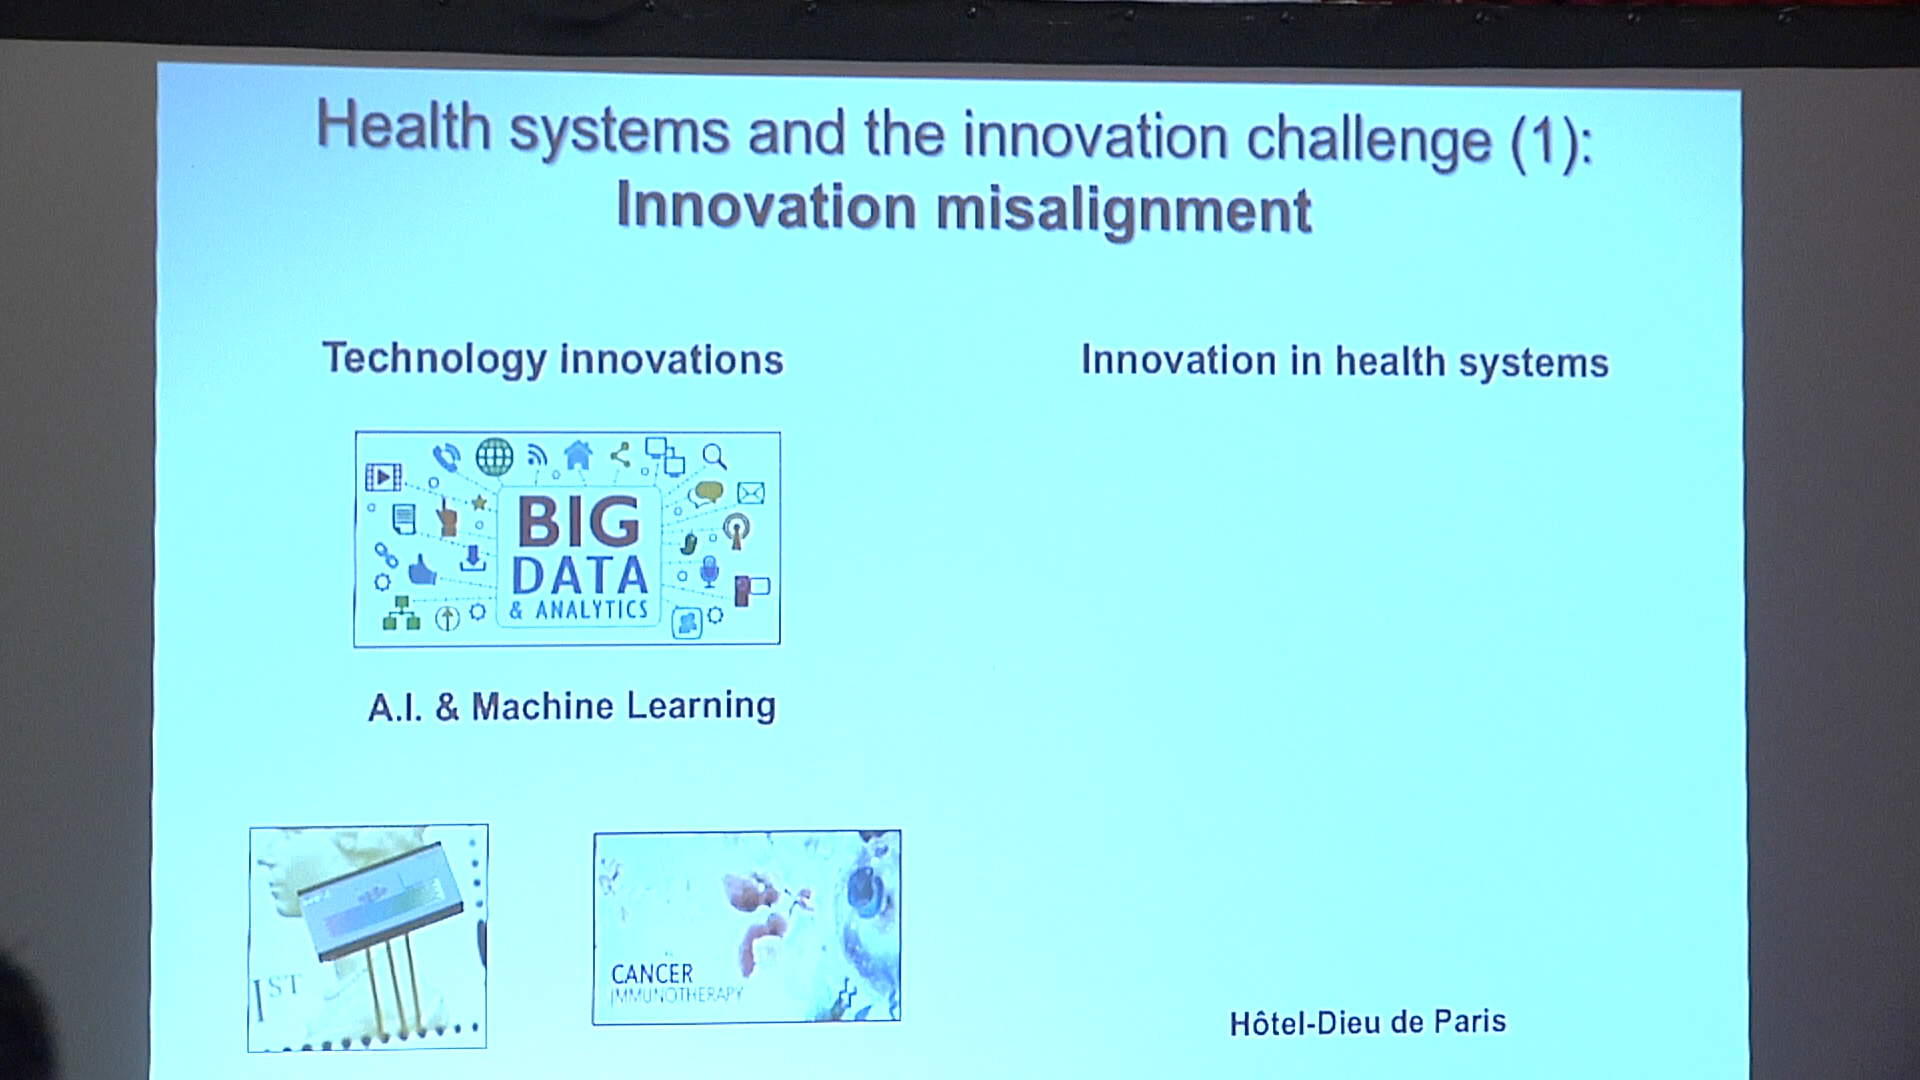 Health systems and the innovation challenge (1):
Innovation misalignment
Technology innovations
Innovation in health systems
BIG
DATA
& ANALYTICS
A.I. & Machine Learning
1ST
CANCER
IMMUNOTHERAPY
Hôtel-Dieu de Paris